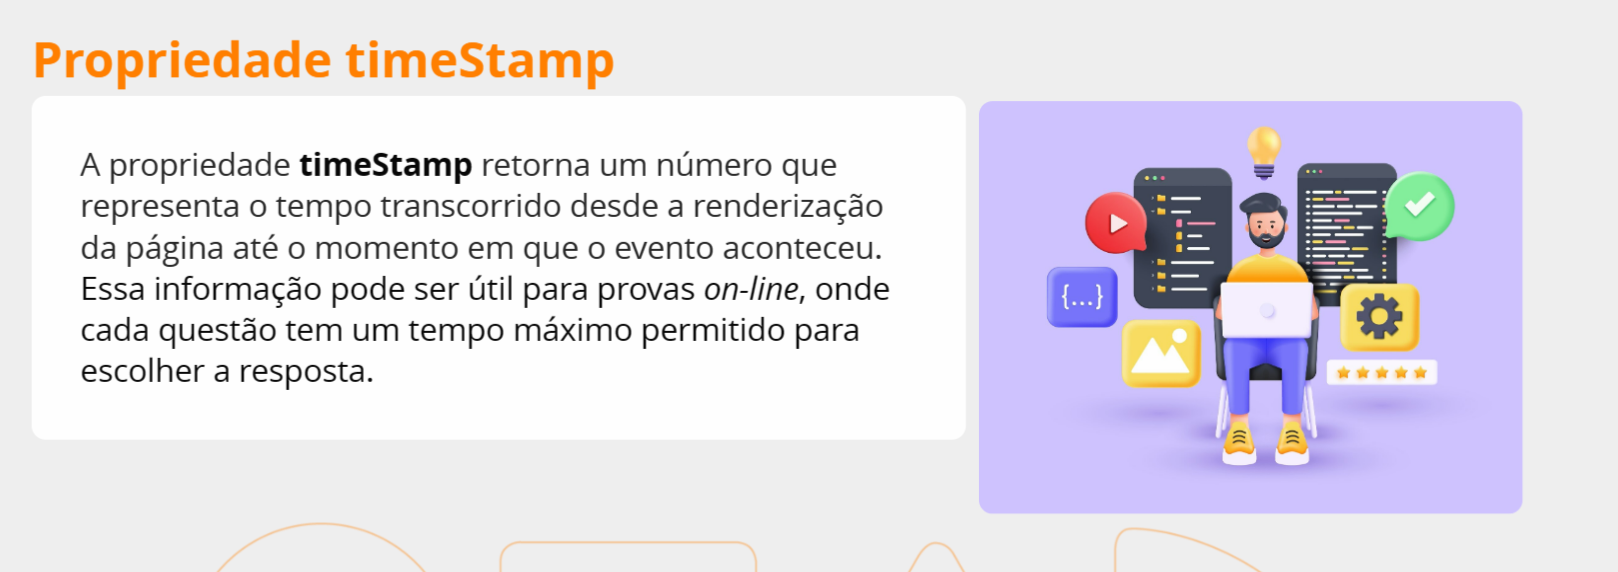 Propriedade timeStamp
A propriedade timeStamp retorna um número que
representa o tempo transcorrido desde a renderização
da página até o momento em que o evento aconteceu.
Essa informação pode ser útil para provas on-line, onde
cada questão tem um tempo máximo permitido para
escolher a resposta.
{...}